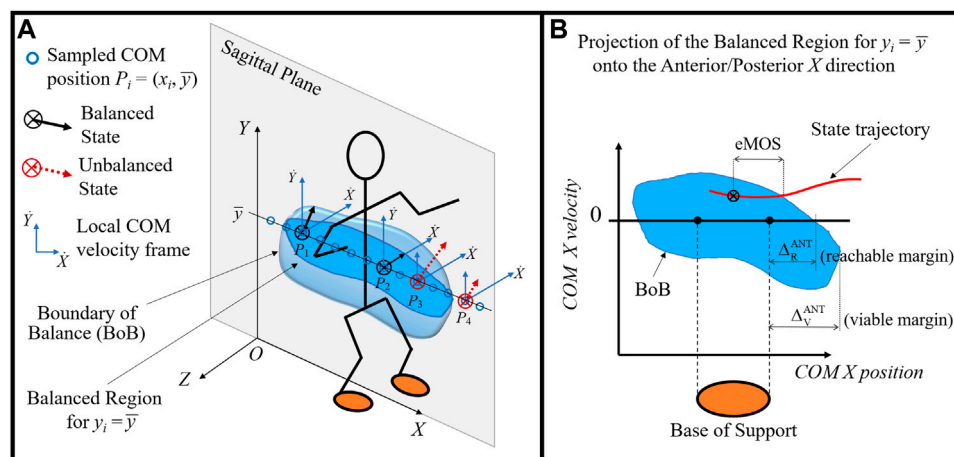 A
Sampled COM
position Pᵢ = (xᵢ, y̅)
Balanced
State
Unbalanced
State
Ẏ
Local COM
velocity frame
Ẋ
Boundary of
Balance (BoB)
Balanced Region
for yᵢ = y̅
Sagittal Plane
Y
y̅
Ẏ
Ẋ
P₁
Ẏ
Ẋ
P₂
Ẏ
Ẋ
P₃
Ẏ
Ẋ
P₄
O
Z
X
B
Projection of the Balanced Region for yᵢ = y̅
onto the Anterior/Posterior X direction
State trajectory
eMOS
COM X velocity
0
Δ_R^ANT (reachable margin)
BoB
Δ_V^ANT (viable margin)
COM X position
Base of Support